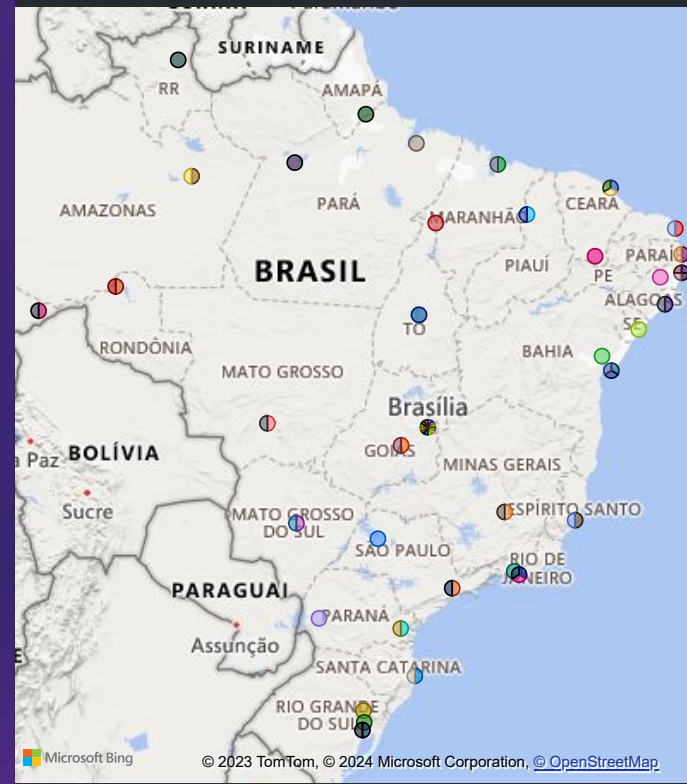 SURINAME
RR
AMAPÁ
AMAZONAS
PARÁ
CEARÁ
BRASIL
PIAUÍ
PE
ALAGOAS
SE
TO
RONDÔNIA
BAHIA
MATO GROSSO
Brasília
BOLÍVIA
a Paz
GOIÁS
MINAS GERAIS
Sucre
MATO GROSSO
DO SUL
ESPÍRITO SANTO
SÃO PAULO
RIO DE
JANEIRO
PARAGUAI
PARANÁ
Assunção
SANTA CATARINA
RIO GRANDE
DO SUL
Microsoft Bing
© 2023 TomTom, © 2024 Microsoft Corporation, © OpenStreetMap